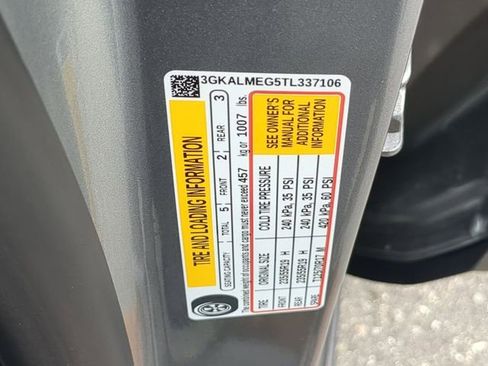 3GKALMEG5TL337106
TIRE AND LOADING INFORMATION
SEATING CAPACITY TOTAL 5 FRONT 2 REAR 3
The combined weight of occupants and cargo must never exceed 457 kg or 1007 lbs.
TIRE ORIGINAL SIZE COLD TIRE PRESSURE
FRONT 235/55R19 H 240 kPa, 35 PSI
REAR 235/55R19 H 240 kPa, 35 PSI
SPARE T135/70R17 M 420 kPa, 60 PSI
SEE OWNER'S
MANUAL FOR
ADDITIONAL
INFORMATION